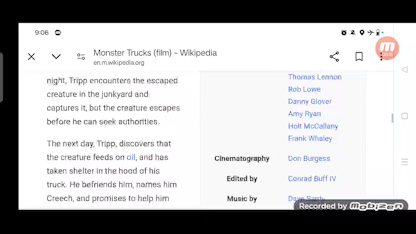 9:06
Monster Trucks (film) – Wikipedia
en.m.wikipedia.org
night, Tripp encounters the escaped
creature in the junkyard and
captures it, but the creature escapes
before he can seek authorities.
The next day, Tripp discovers that
the creature feeds on oil, and has
taken shelter in the hood of his
truck. He befriends him, names him
Creech, and promises to help him
Thomas Lennon
Rob Lowe
Danny Glover
Amy Ryan
Holt McCallany
Frank Whaley
Cinematography Don Burgess
Edited by Conrad Buff IV
Music by
Recorded by
MOBIZEN